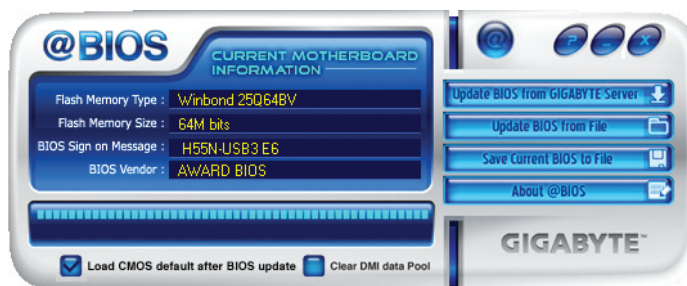 @BIOS
CURRENT MOTHERBOARD
INFORMATION
Flash Memory Type : Winbond 25Q64BV
Flash Memory Size : 64M bits
BIOS Sign on Message : H55N-USB3 E6
BIOS Vendor : AWARD BIOS
Load CMOS default after BIOS update
Clear DMI data Pool
@ ? _ X
Update BIOS from GIGABYTE Server
Update BIOS from File
Save Current BIOS to File
About @BIOS
GIGABYTE™